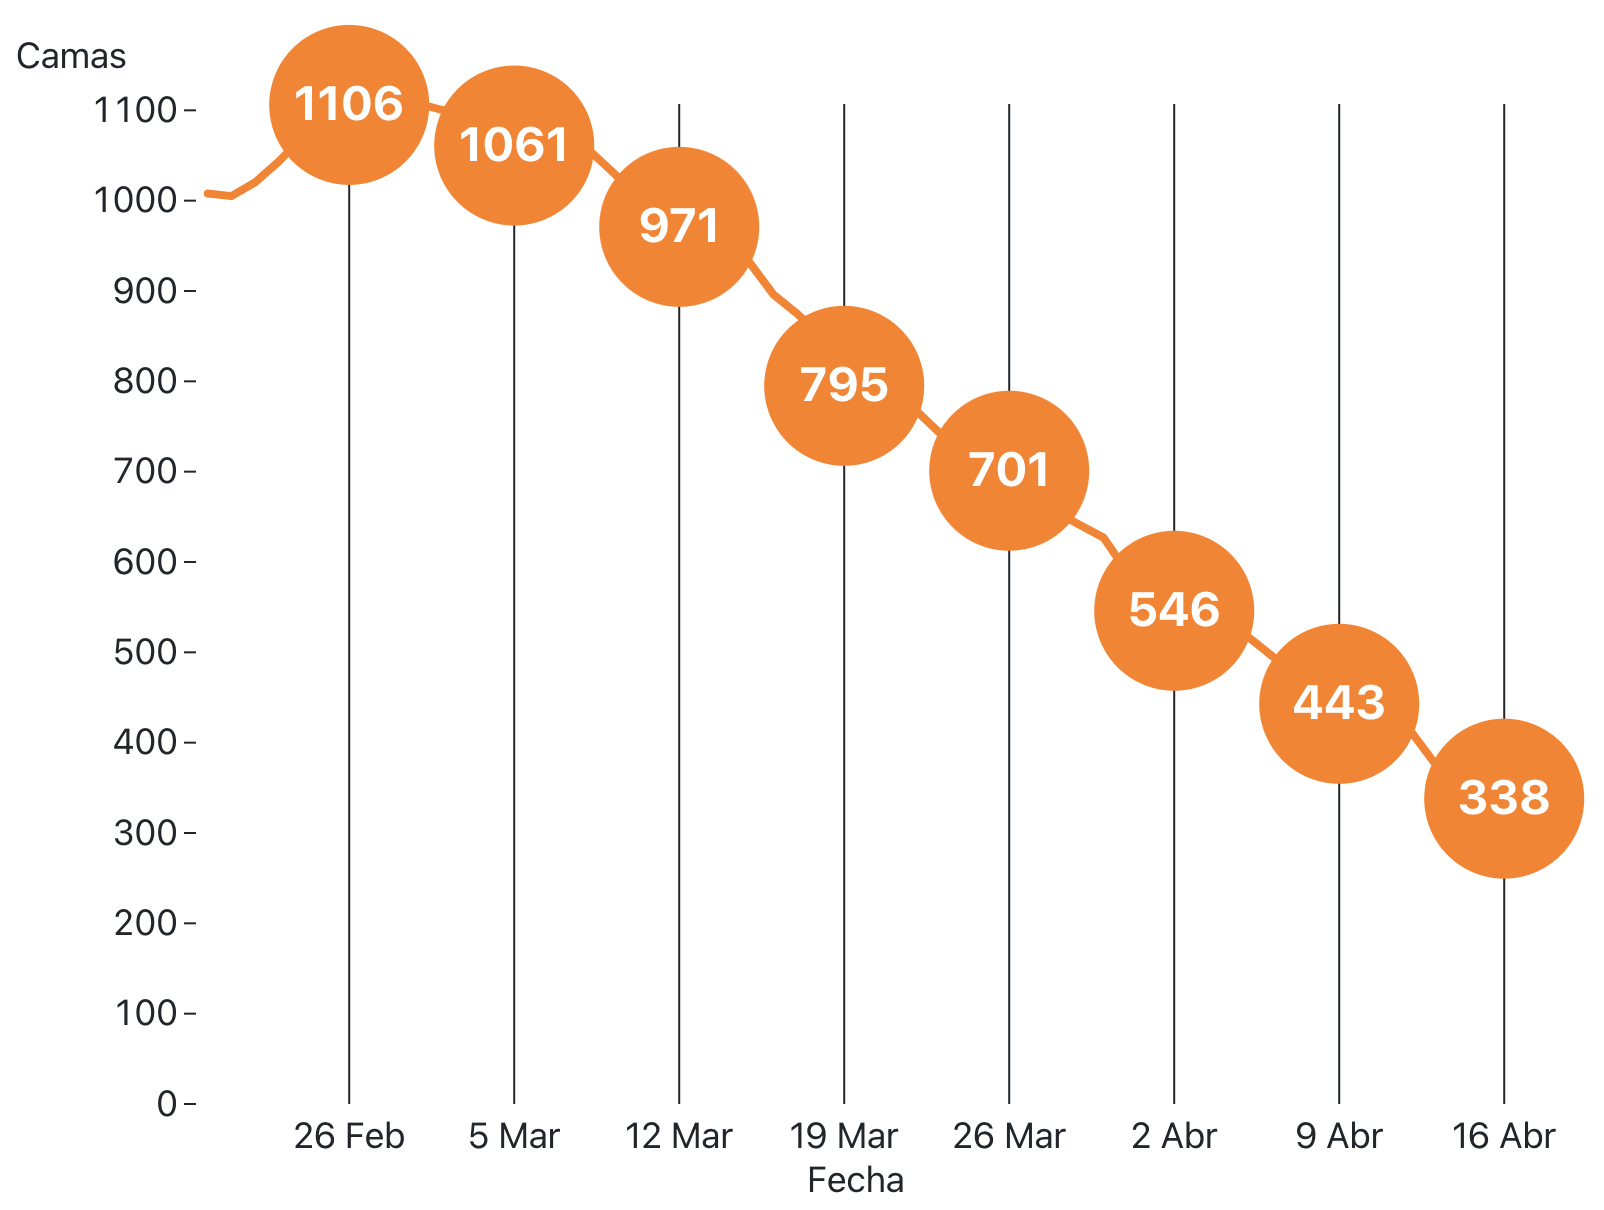 Camas
1100
1000
900
800
700
600
500
400
300
200
100
0
1106
1061
971
795
701
546
443
338
26 Feb
5 Mar
12 Mar
19 Mar
26 Mar
2 Abr
9 Abr
16 Abr
Fecha